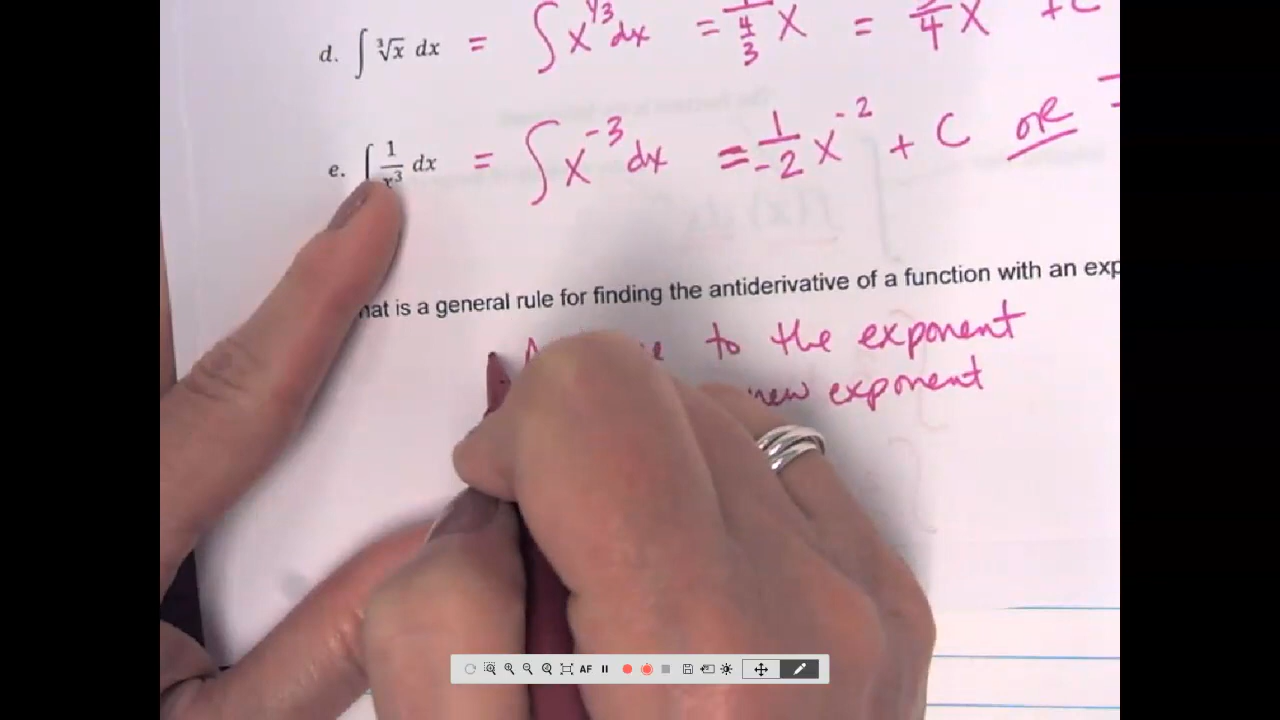 d. ∫ ∛x dx = ∫ x^1/3 dx = 1/(4/3) x = 3/4 x + C
e. ∫ 1/x³ dx = ∫ x^-3 dx = 1/-2 x^-2 + C or
hat is a general rule for finding the antiderivative of a function with an exp
to the exponent
new exponent
AF